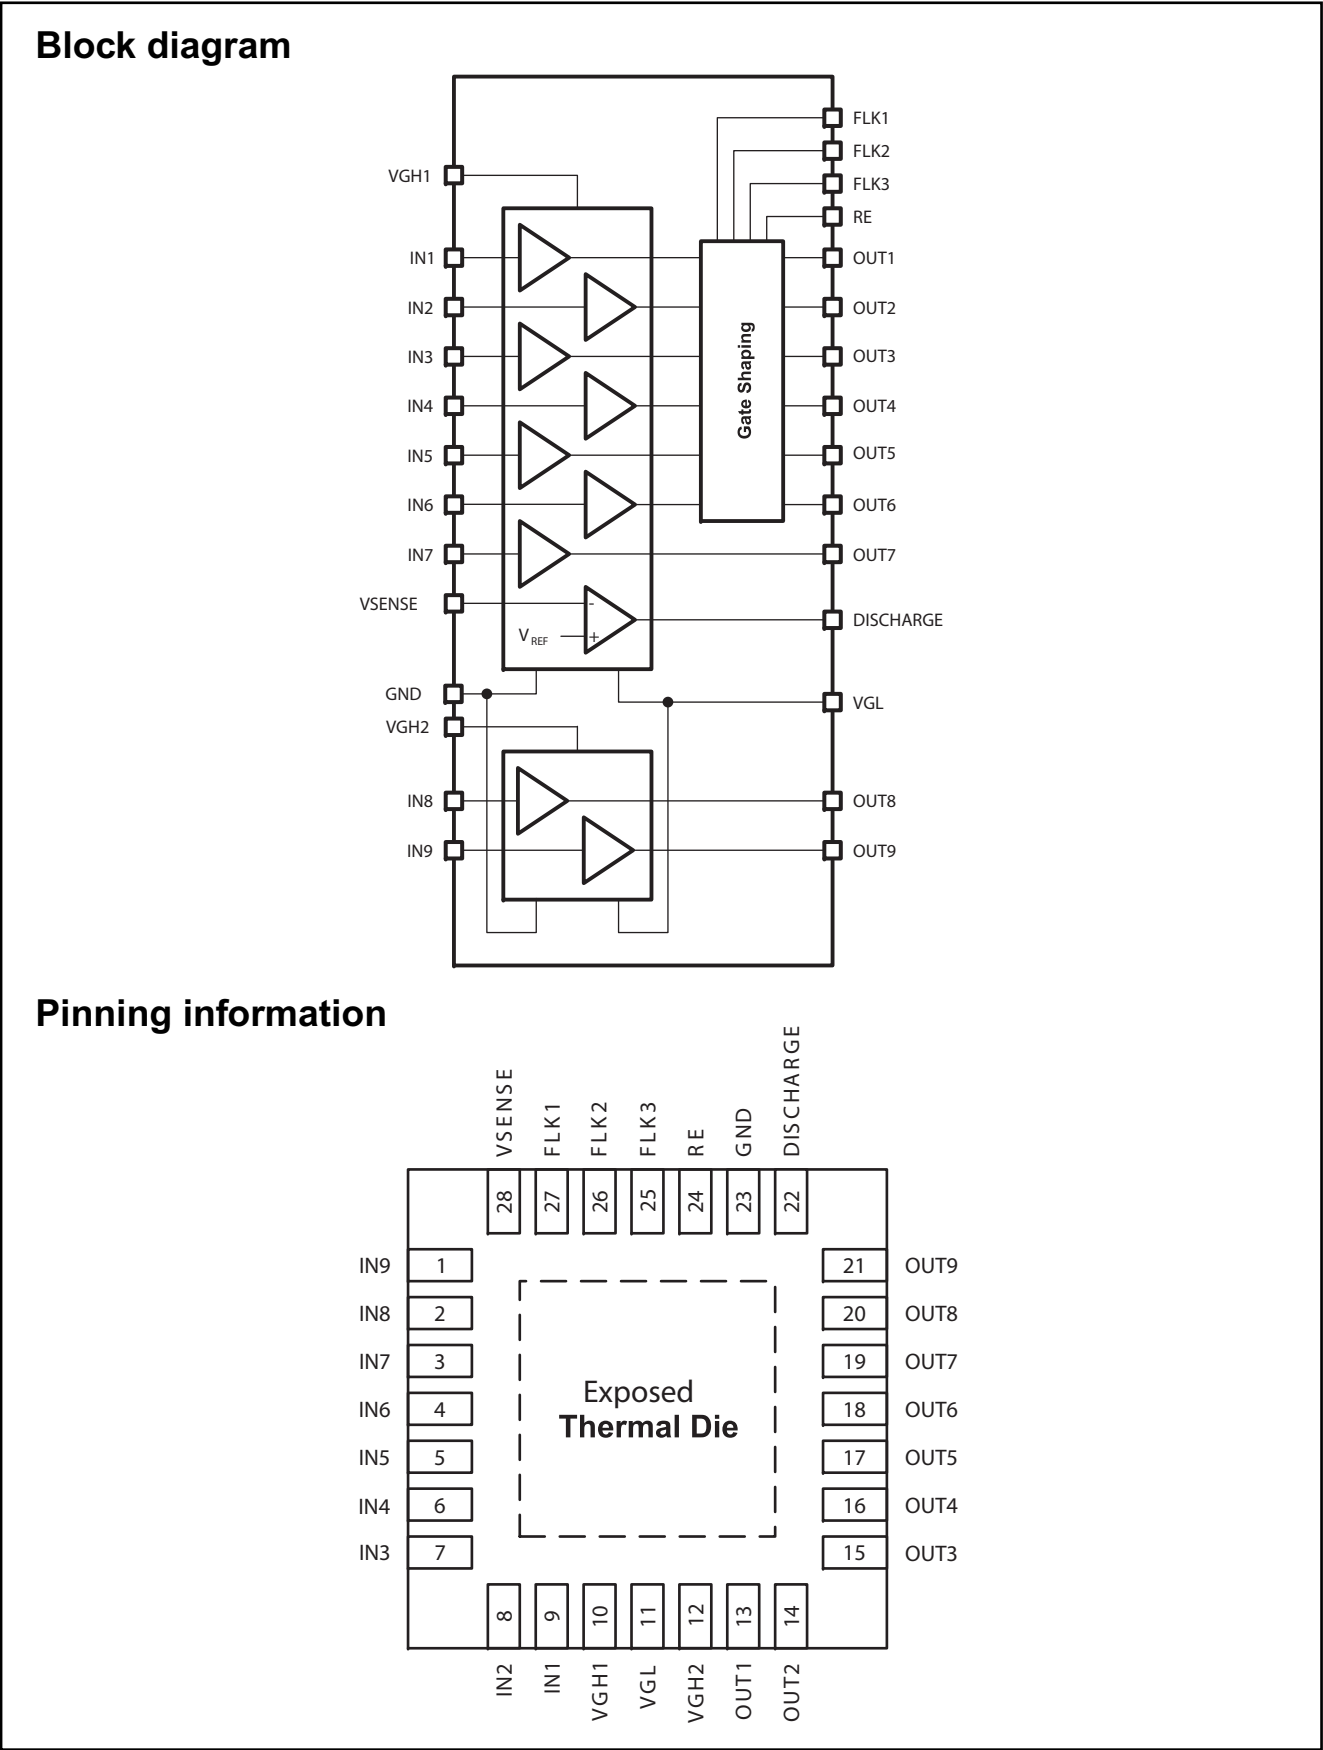 Block diagram
FLK1
FLK2
VGH1
FLK3
RE
IN1
OUT1
IN2
OUT2
Gate Shaping
IN3
OUT3
IN4
OUT4
IN5
OUT5
IN6
OUT6
IN7
OUT7
VSENSE
-
DISCHARGE
VREF
+
GND
VGL
VGH2
IN8
OUT8
IN9
OUT9
Pinning information
VSENSE
FLK1
FLK2
FLK3
RE
GND
DISCHARGE
28
27
26
25
24
23
22
IN9 1
21 OUT9
IN8 2
20 OUT8
IN7 3
19 OUT7
IN6 4
18 OUT6
IN5 5
17 OUT5
IN4 6
16 OUT4
IN3 7
15 OUT3
Exposed
Thermal Die
8
9
10
11
12
13
14
IN2
IN1
VGH1
VGL
VGH2
OUT1
OUT2